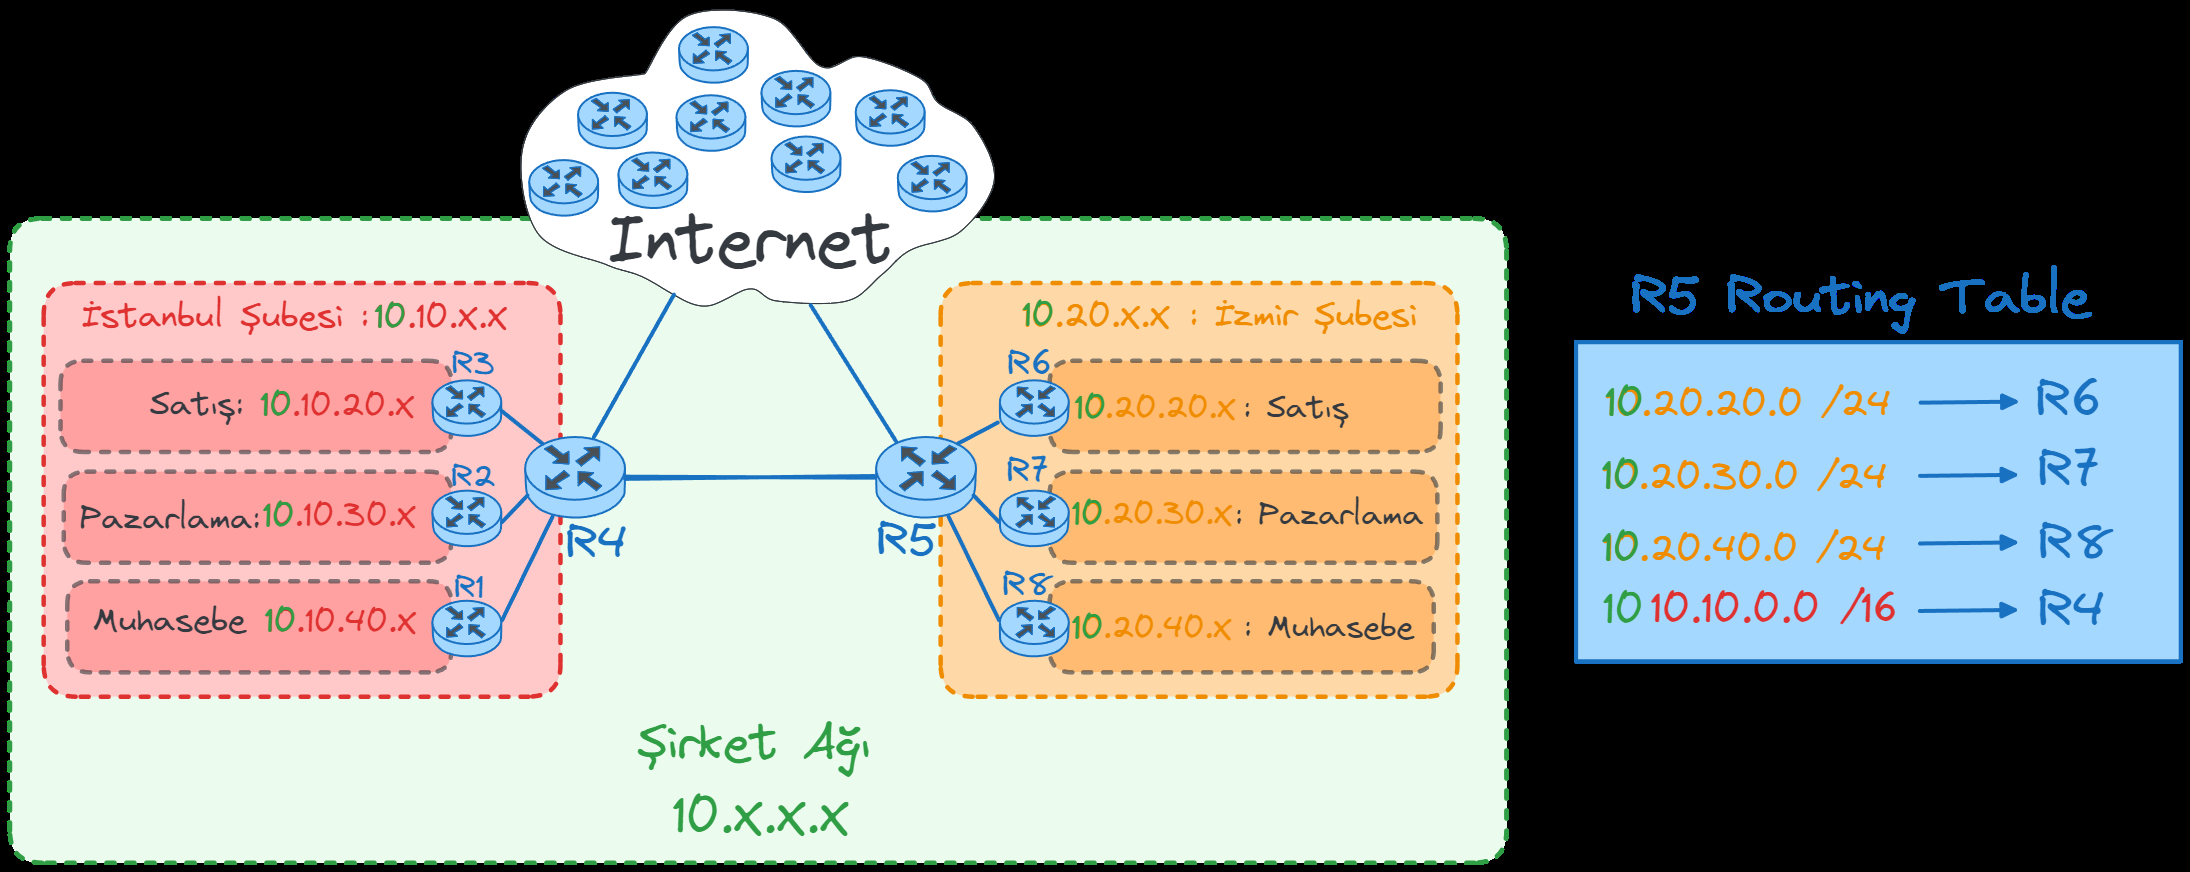 Internet
İstanbul Şubesi :10.10.x.x
R3
Satış: 10.10.20.x
R2
Pazarlama:10.10.30.x
R1
Muhasebe 10.10.40.x
R4
R5
10.20.x.x : İzmir Şubesi
R6
10.20.20.x : Satış
R7
10.20.30.x: Pazarlama
R8
10.20.40.x : Muhasebe
Şirket Ağı
10.x.x.x
R5 Routing Table
10.20.20.0 /24 R6
10.20.30.0 /24 R7
10.20.40.0 /24 R8
10 10.10.0.0 /16 R4